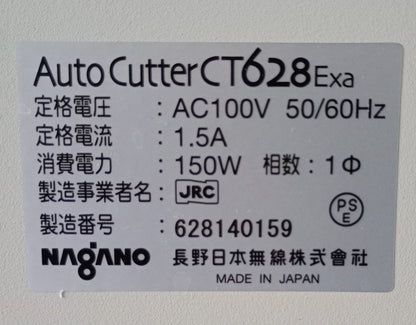 Auto Cutter CT628 Exa
定格電圧 : AC100V 50/60Hz
定格電流 : 1.5A
消費電力 : 150W 相数 : 1Φ
製造事業者名 : JRC
PS
E
製造番号 : 628140159
NAGANO 長野日本無線株式會社
MADE IN JAPAN